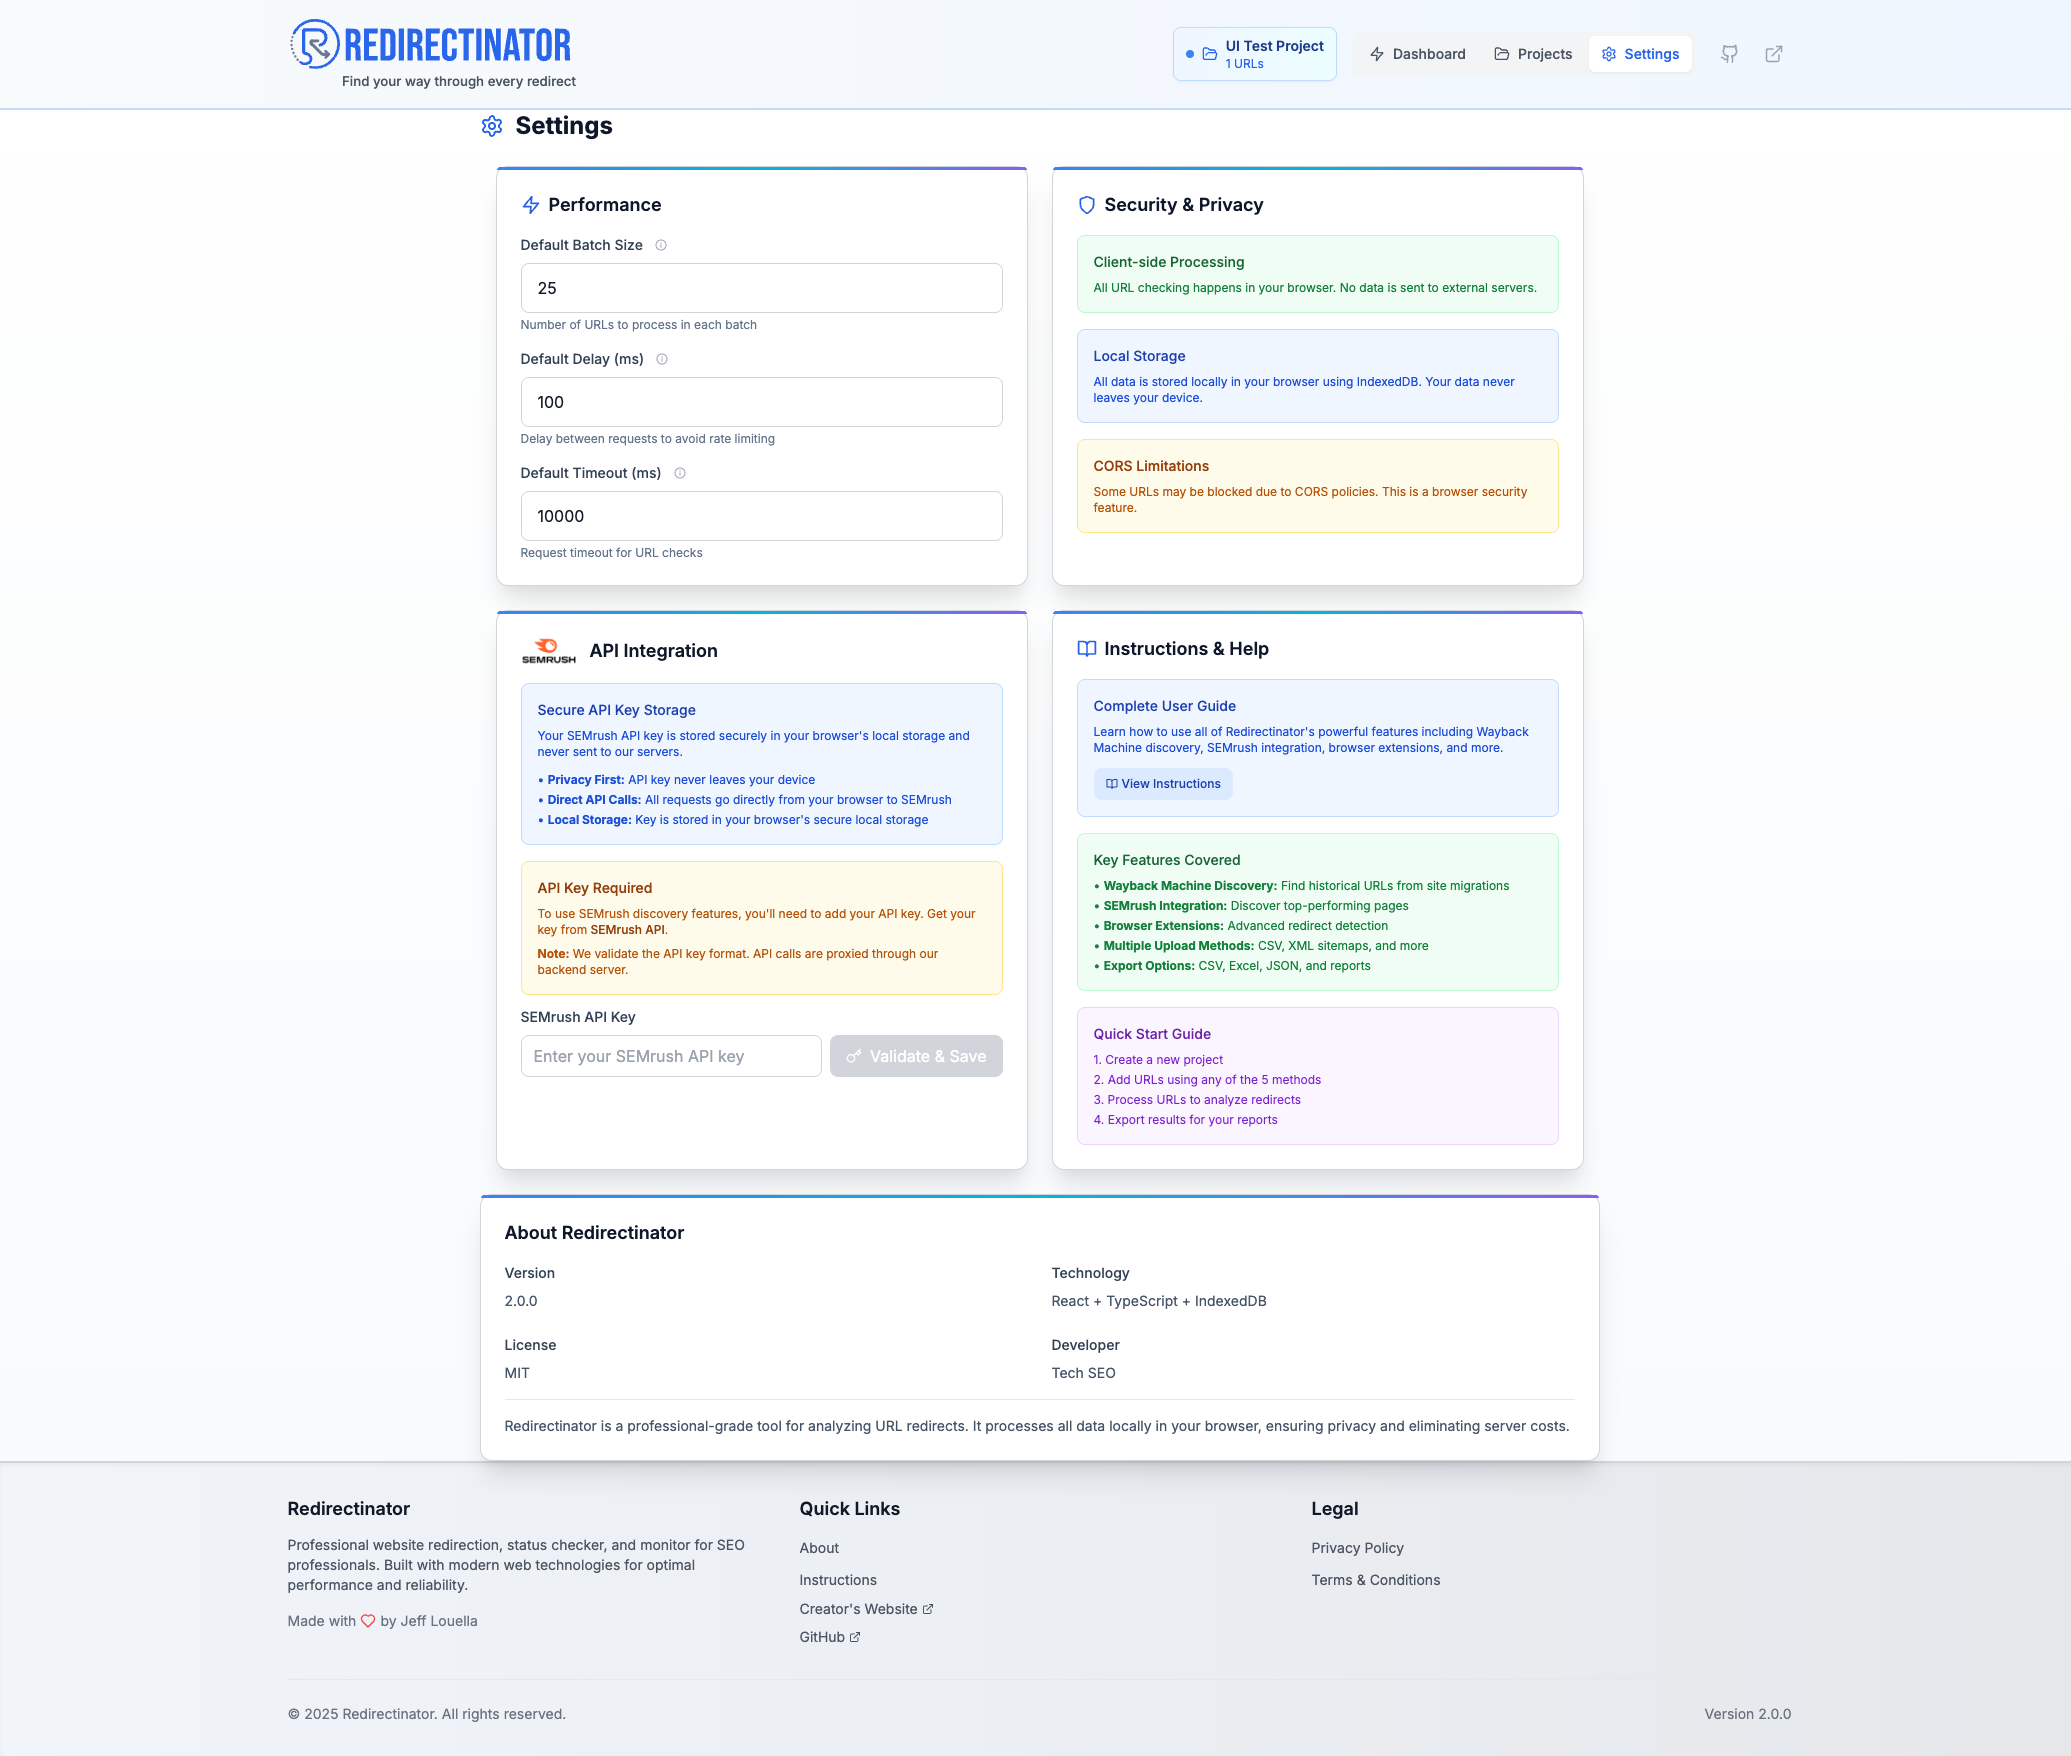 REDIRECTINATOR
Find your way through every redirect
UI Test Project
1 URLs
Dashboard
Projects
Settings
Settings
Performance
Default Batch Size
25
Number of URLs to process in each batch
Default Delay (ms)
100
Delay between requests to avoid rate limiting
Default Timeout (ms)
10000
Request timeout for URL checks
Security & Privacy
Client-side Processing
All URL checking happens in your browser. No data is sent to external servers.
Local Storage
All data is stored locally in your browser using IndexedDB. Your data never
leaves your device.
CORS Limitations
Some URLs may be blocked due to CORS policies. This is a browser security
feature.
SEMRUSH
API Integration
Secure API Key Storage
Your SEMrush API key is stored securely in your browser's local storage and
never sent to our servers.
• Privacy First: API key never leaves your device
• Direct API Calls: All requests go directly from your browser to SEMrush
• Local Storage: Key is stored in your browser's secure local storage
API Key Required
To use SEMrush discovery features, you'll need to add your API key. Get your
key from SEMrush API.
Note: We validate the API key format. API calls are proxied through our
backend server.
SEMrush API Key
Enter your SEMrush API key
Validate & Save
Instructions & Help
Complete User Guide
Learn how to use all of Redirectinator's powerful features including Wayback
Machine discovery, SEMrush integration, browser extensions, and more.
View Instructions
Key Features Covered
• Wayback Machine Discovery: Find historical URLs from site migrations
• SEMrush Integration: Discover top-performing pages
• Browser Extensions: Advanced redirect detection
• Multiple Upload Methods: CSV, XML sitemaps, and more
• Export Options: CSV, Excel, JSON, and reports
Quick Start Guide
1. Create a new project
2. Add URLs using any of the 5 methods
3. Process URLs to analyze redirects
4. Export results for your reports
About Redirectinator
Version
2.0.0
Technology
React + TypeScript + IndexedDB
License
MIT
Developer
Tech SEO
Redirectinator is a professional-grade tool for analyzing URL redirects. It processes all data locally in your browser, ensuring privacy and eliminating server costs.
Redirectinator
Professional website redirection, status checker, and monitor for SEO
professionals. Built with modern web technologies for optimal
performance and reliability.
Made with by Jeff Louella
Quick Links
About
Instructions
Creator's Website
GitHub
Legal
Privacy Policy
Terms & Conditions
© 2025 Redirectinator. All rights reserved.
Version 2.0.0